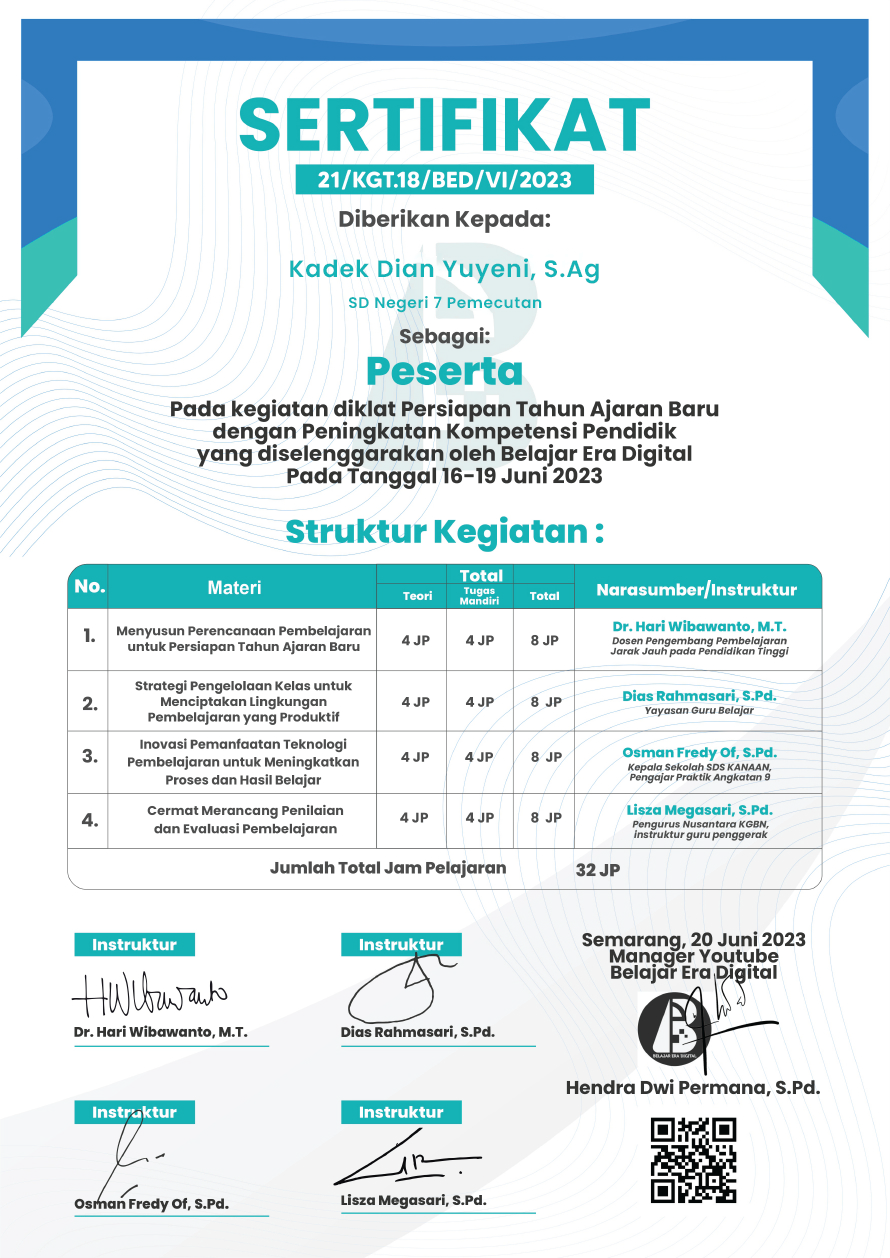 SERTIFIKAT
21/KGT.18/BED/VI/2023
Diberikan Kepada:
Kadek Dian Yuyeni, S.Ag
SD Negeri 7 Pemecutan
Sebagai:
Peserta
Pada kegiatan diklat Persiapan Tahun Ajaran Baru
dengan Peningkatan Kompetensi Pendidik
yang diselenggarakan oleh Belajar Era Digital
Pada Tanggal 16-19 Juni 2023
Struktur Kegiatan :
No. Materi Total Narasumber/Instruktur
Teori Tugas Mandiri Total
1. Menyusun Perencanaan Pembelajaran
untuk Persiapan Tahun Ajaran Baru
4 JP 4 JP 8 JP
Dr. Hari Wibawanto, M.T.
Dosen Pengembang Pembelajaran
Jarak Jauh pada Pendidikan Tinggi
2. Strategi Pengelolaan Kelas untuk
Menciptakan Lingkungan
Pembelajaran yang Produktif
4 JP 4 JP 8 JP
Dias Rahmasari, S.Pd.
Yayasan Guru Belajar
3. Inovasi Pemanfaatan Teknologi
Pembelajaran untuk Meningkatkan
Proses dan Hasil Belajar
4 JP 4 JP 8 JP
Osman Fredy Of, S.Pd.
Kepala Sekolah SDS KANAAN,
Pengajar Praktik Angkatan 9
4. Cermat Merancang Penilaian
dan Evaluasi Pembelajaran
4 JP 4 JP 8 JP
Lisza Megasari, S.Pd.
Pengurus Nusantara KGBN,
instruktur guru penggerak
Jumlah Total Jam Pelajaran 32 JP
Instruktur
HWibawanto
Dr. Hari Wibawanto, M.T.
Instruktur
Dias Rahmasari, S.Pd.
Semarang, 20 Juni 2023
Manager Youtube
Belajar Era Digital
BELAJAR ERA DIGITAL
Hendra Dwi Permana, S.Pd.
Instruktur
Osman Fredy Of, S.Pd.
Instruktur
Lisza Megasari, S.Pd.